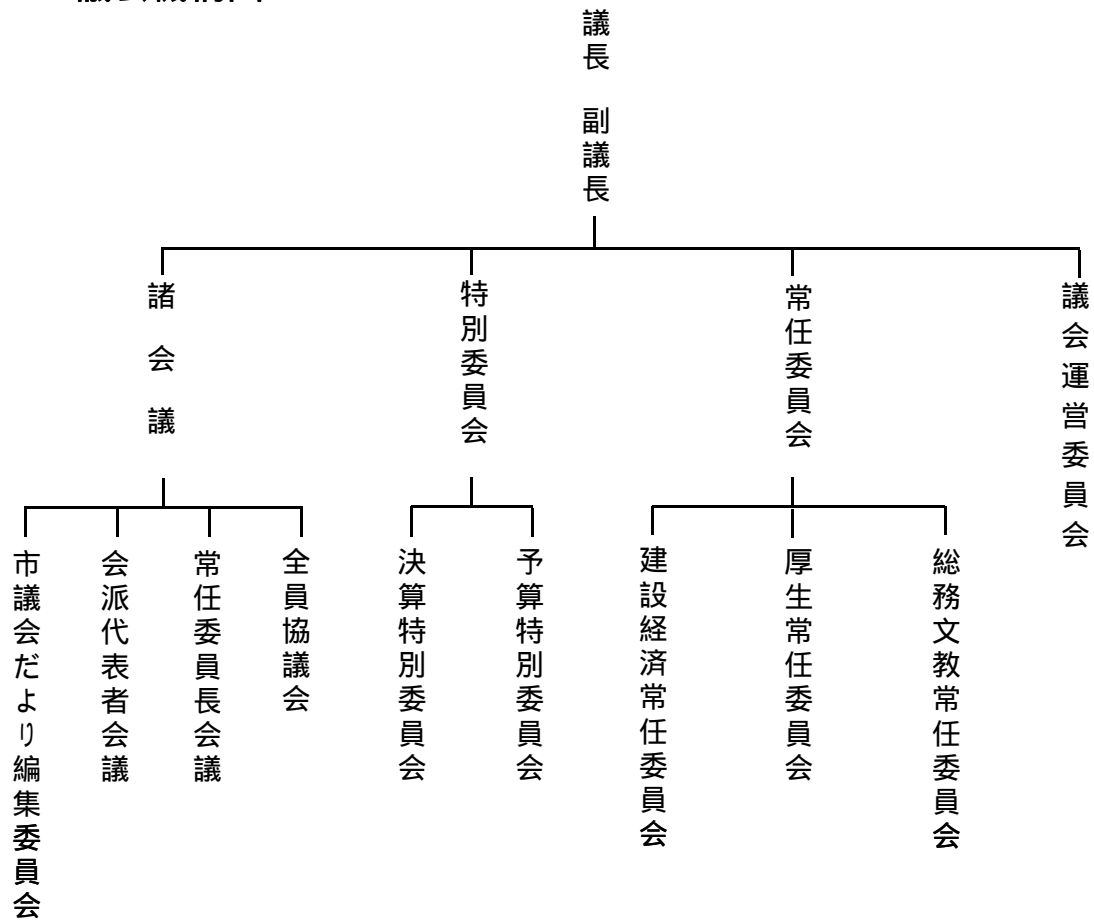 議長 副議長
議会運営委員会
常任委員会
特別委員会
諸会議
総務文教常任委員会
厚生常任委員会
建設経済常任委員会
予算特別委員会
決算特別委員会
全員協議会
常任委員長会議
会派代表者会議
市議会だより編集委員会